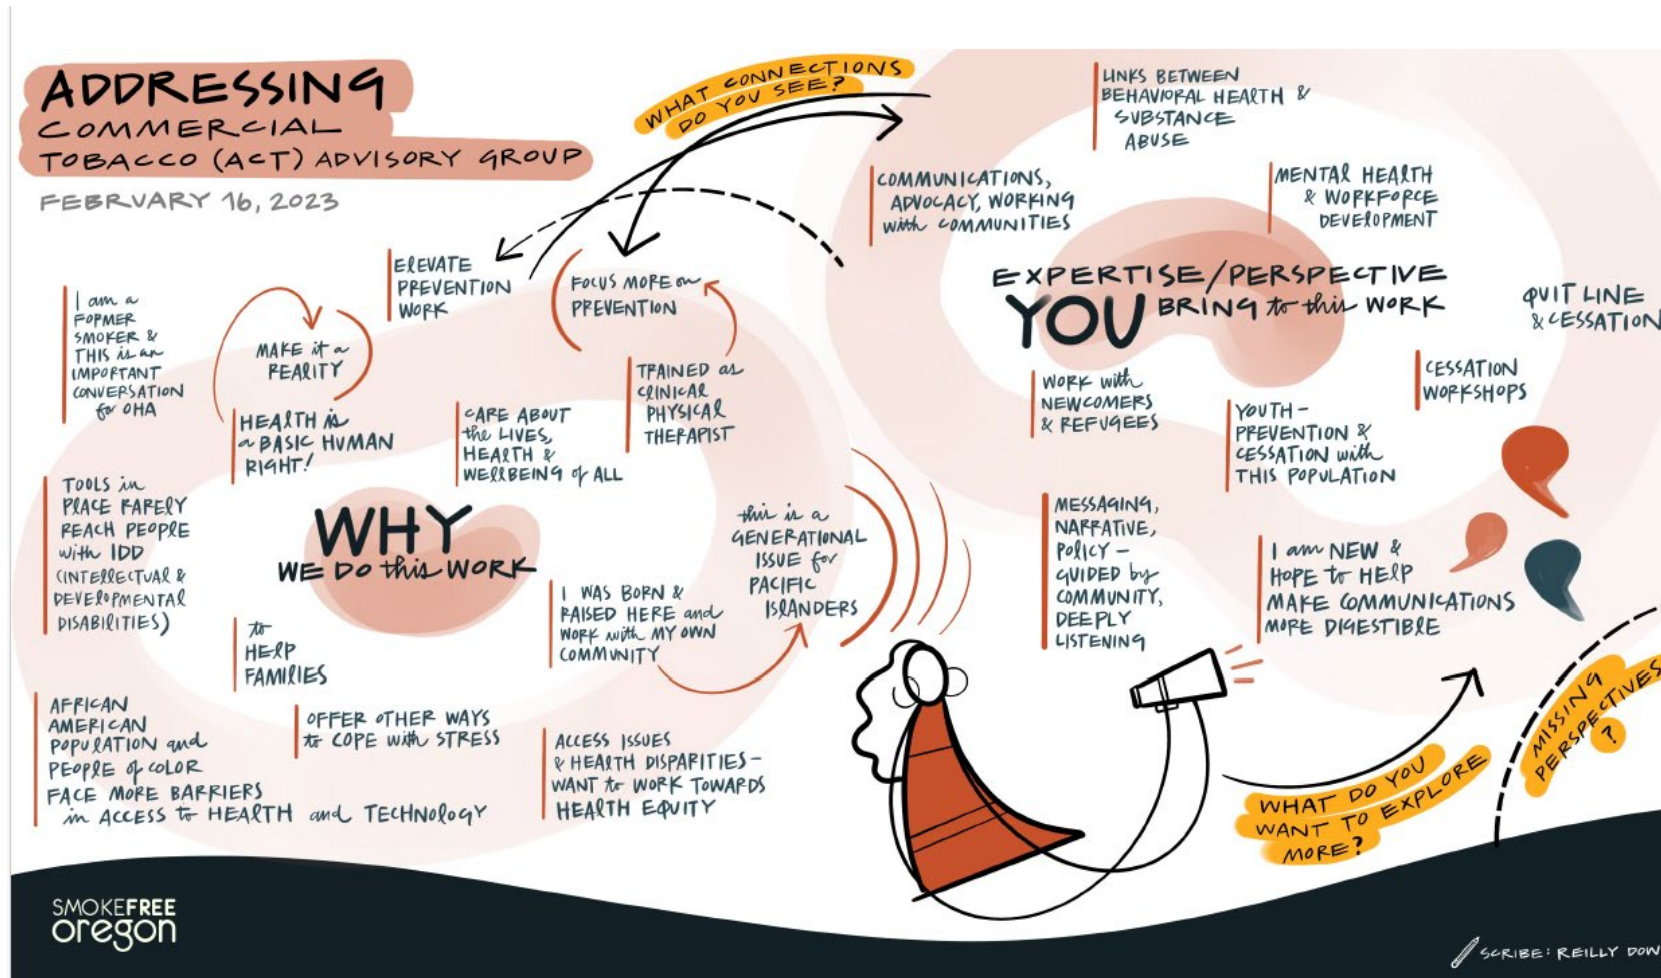 ADDRESSING
COMMERCIAL
TOBACCO (ACT) ADVISORY GROUP
FEBRUARY 16, 2023
WHAT CONNECTIONS
DO YOU SEE?
I am a
FORMER
SMOKER &
THIS is an
IMPORTANT
CONVERSATION
for OHA
MAKE it a
REALITY
HEALTH is
a BASIC HUMAN
RIGHT!
ELEVATE
PREVENTION
WORK
FOCUS MORE on
PREVENTION
TRAINED as
CLINICAL
PHYSICAL
THERAPIST
CARE ABOUT
the LIVES,
HEALTH &
WELLBEING of ALL
TOOLS in
PLACE RARELY
REACH PEOPLE
with IDD
(INTELLECTUAL &
DEVELOPMENTAL
DISABILITIES)
WHY
WE DO this WORK
this is a
GENERATIONAL
ISSUE for
PACIFIC
ISLANDERS
I WAS BORN &
RAISED HERE and
WORK with MY OWN
COMMUNITY
to
HELP
FAMILIES
AFRICAN
AMERICAN
POPULATION and
PEOPLE of COLOR
FACE MORE BARRIERS
in ACCESS to HEALTH and TECHNOLOGY
OFFER OTHER WAYS
to COPE with STRESS
ACCESS ISSUES
& HEALTH DISPARITIES -
WANT to WORK TOWARDS
HEALTH EQUITY
LINKS BETWEEN
BEHAVIORAL HEALTH &
SUBSTANCE
ABUSE
COMMUNICATIONS,
ADVOCACY, WORKING
with COMMUNITIES
MENTAL HEALTH
& WORKFORCE
DEVELOPMENT
EXPERTISE/PERSPECTIVE
YOU BRING to this WORK
QUIT LINE
& CESSATION
CESSATION
WORKSHOPS
WORK with
NEWCOMERS
& REFUGEES
YOUTH -
PREVENTION &
CESSATION with
THIS POPULATION
MESSAGING,
NARRATIVE,
POLICY -
GUIDED by
COMMUNITY,
DEEPLY
LISTENING
I am NEW &
HOPE to HELP
MAKE COMMUNICATIONS
MORE DIGESTIBLE
MISSING
PERSPECTIVES
?
WHAT DO YOU
WANT TO EXPLORE
MORE?
SMOKEFREE
oregon
SCRIBE: REILLY DOW